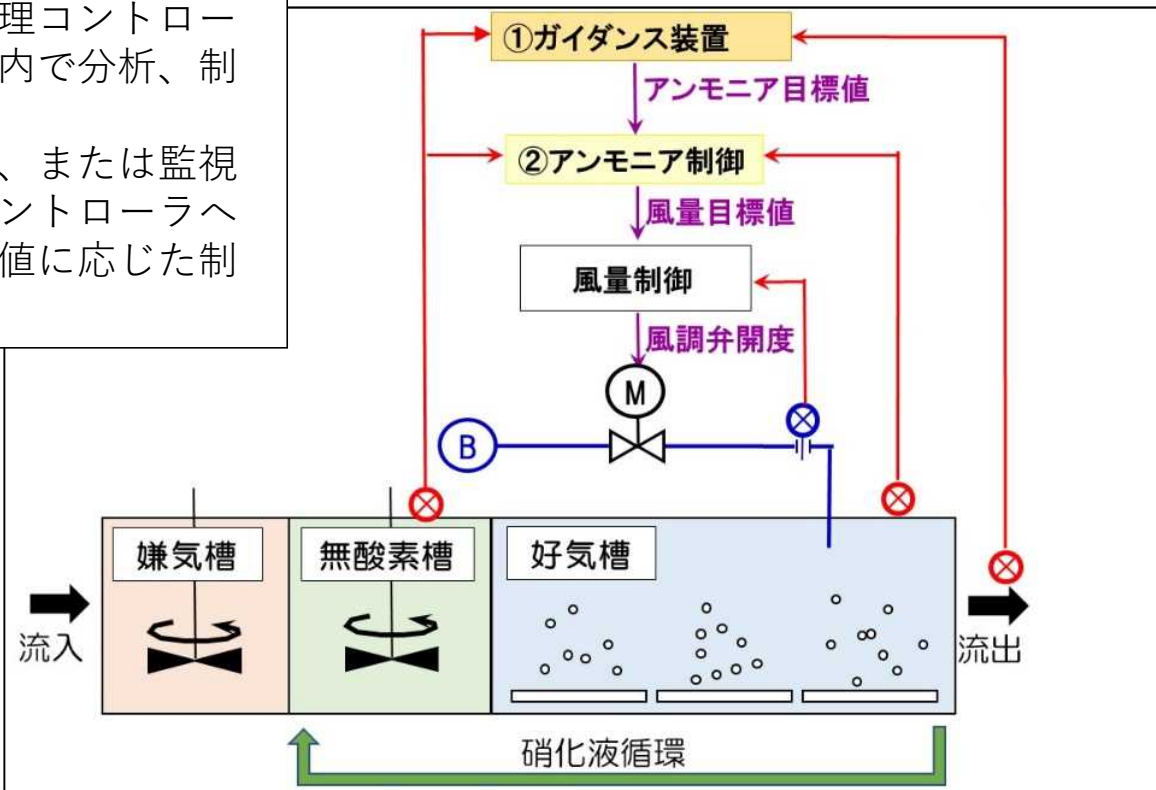 理コントロー
内で分析、制
、または監視
ントローラへ
値に応じた制
①ガイダンス装置
アンモニア目標値
②アンモニア制御
風量目標値
風量制御
風調弁開度
M
B
嫌気槽
無酸素槽
好気槽
流入
流出
硝化液循環